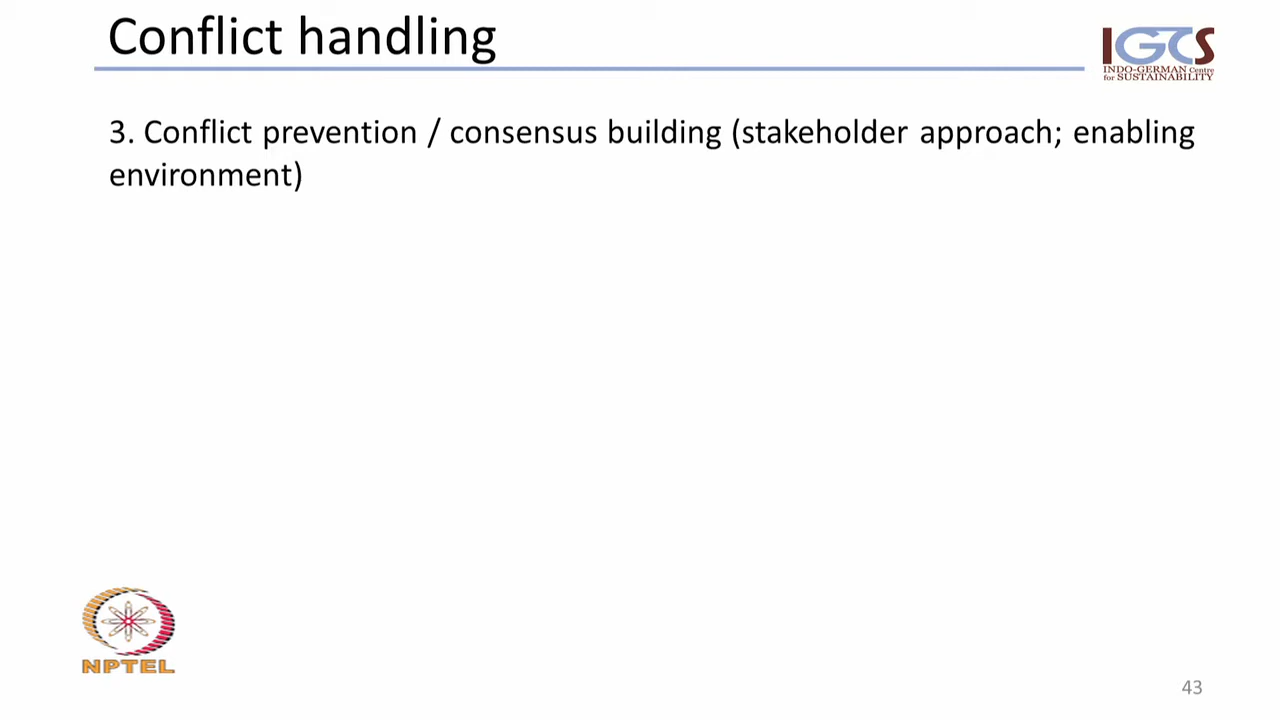 Conflict handling
IGCS
INDO-GERMAN Centre
for SUSTAINABILITY
3. Conflict prevention / consensus building (stakeholder approach; enabling
environment)
NPTEL
43